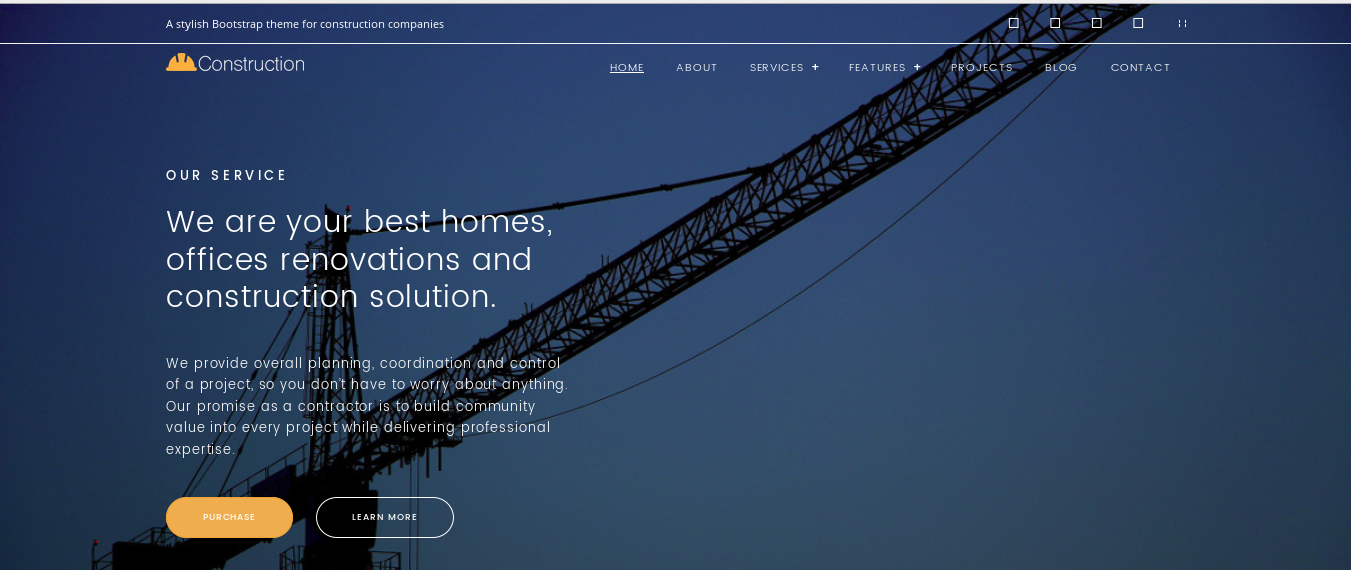 A stylish Bootstrap theme for construction companies
Construction
HOME ABOUT SERVICES + FEATURES + PROJECTS BLOG CONTACT
OUR SERVICE
We are your best homes,
offices renovations and
construction solution.
We provide overall planning, coordination and control
of a project, so you don't have to worry about anything.
Our promise as a contractor is to build community
value into every project while delivering professional
expertise.
PURCHASE LEARN MORE